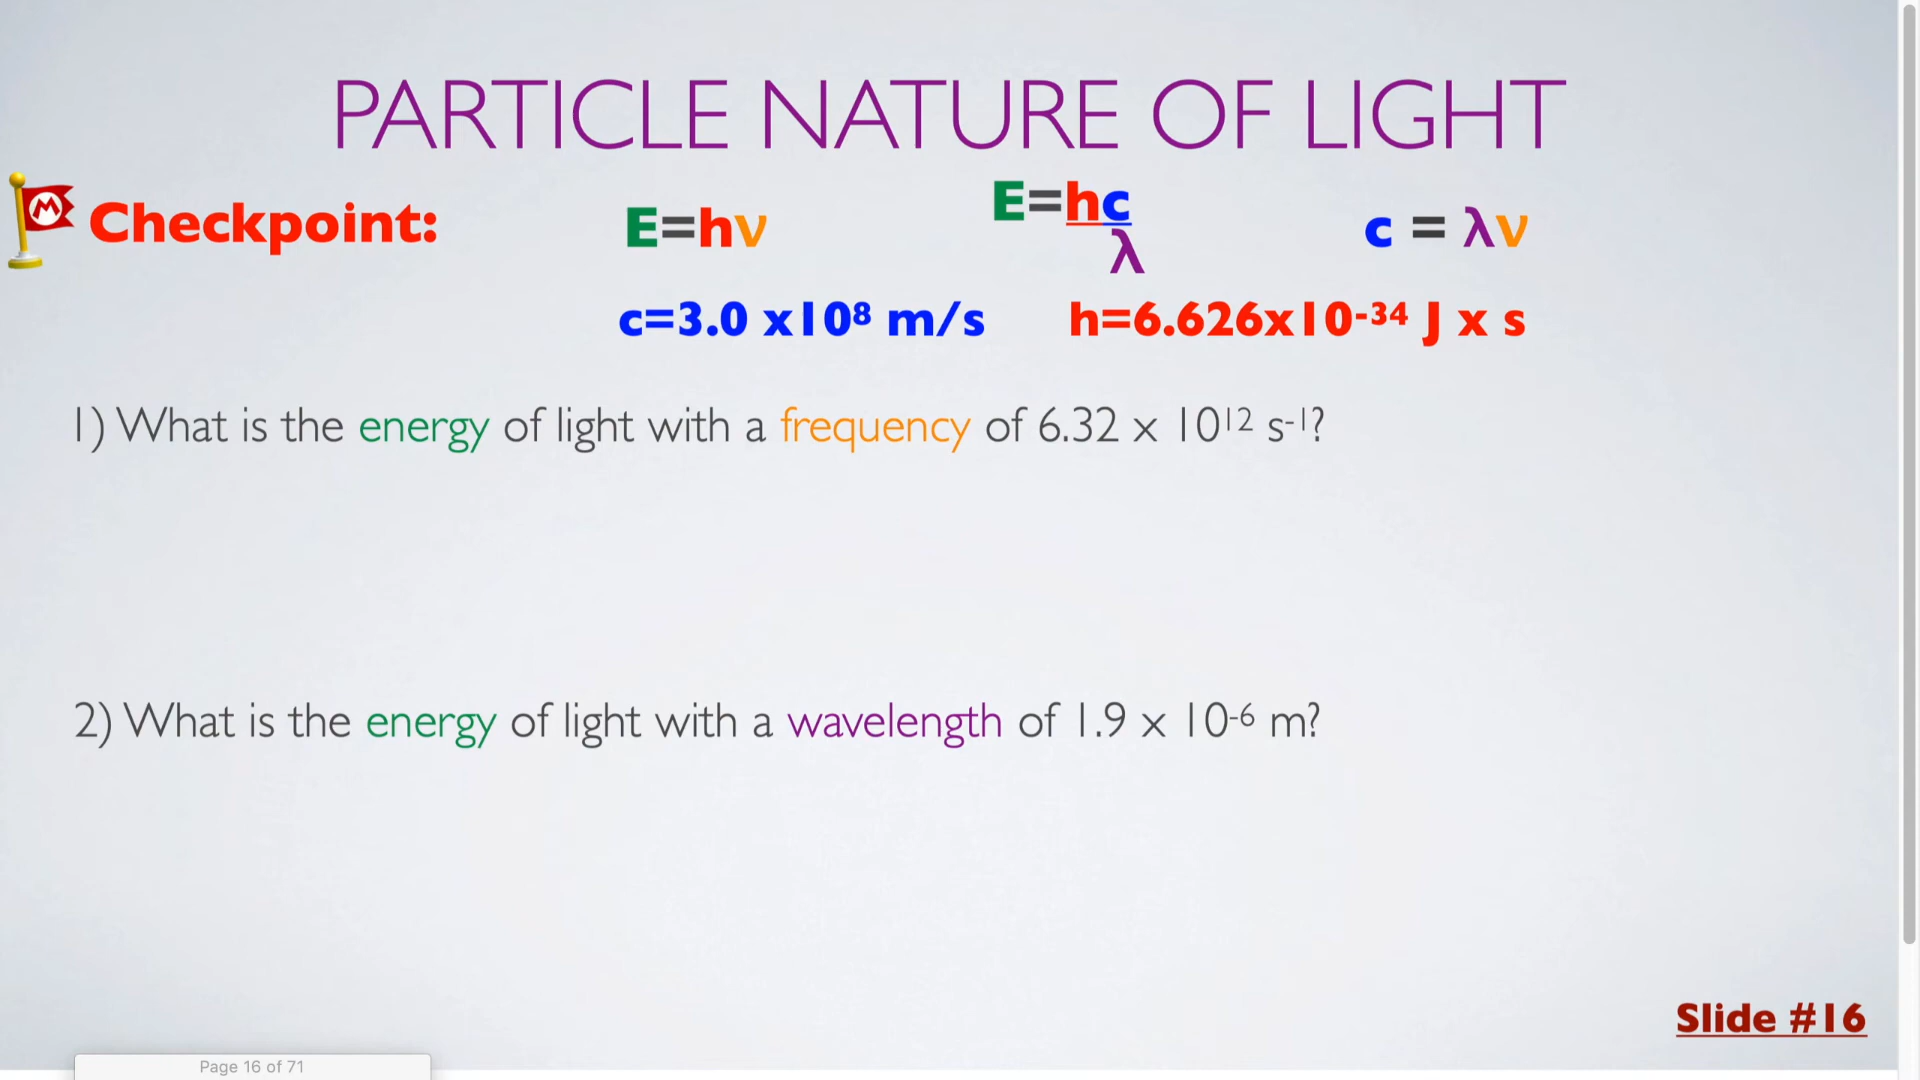 PARTICLE NATURE OF LIGHT
M
Checkpoint:
E=hν
E=hc
λ
c = λν
c=3.0 x10⁸ m/s
h=6.626x10⁻³⁴ J x s
1) What is the energy of light with a frequency of 6.32 x 10¹² s⁻¹?
2) What is the energy of light with a wavelength of 1.9 x 10⁻⁶ m?
Slide #16
Page 16 of 71